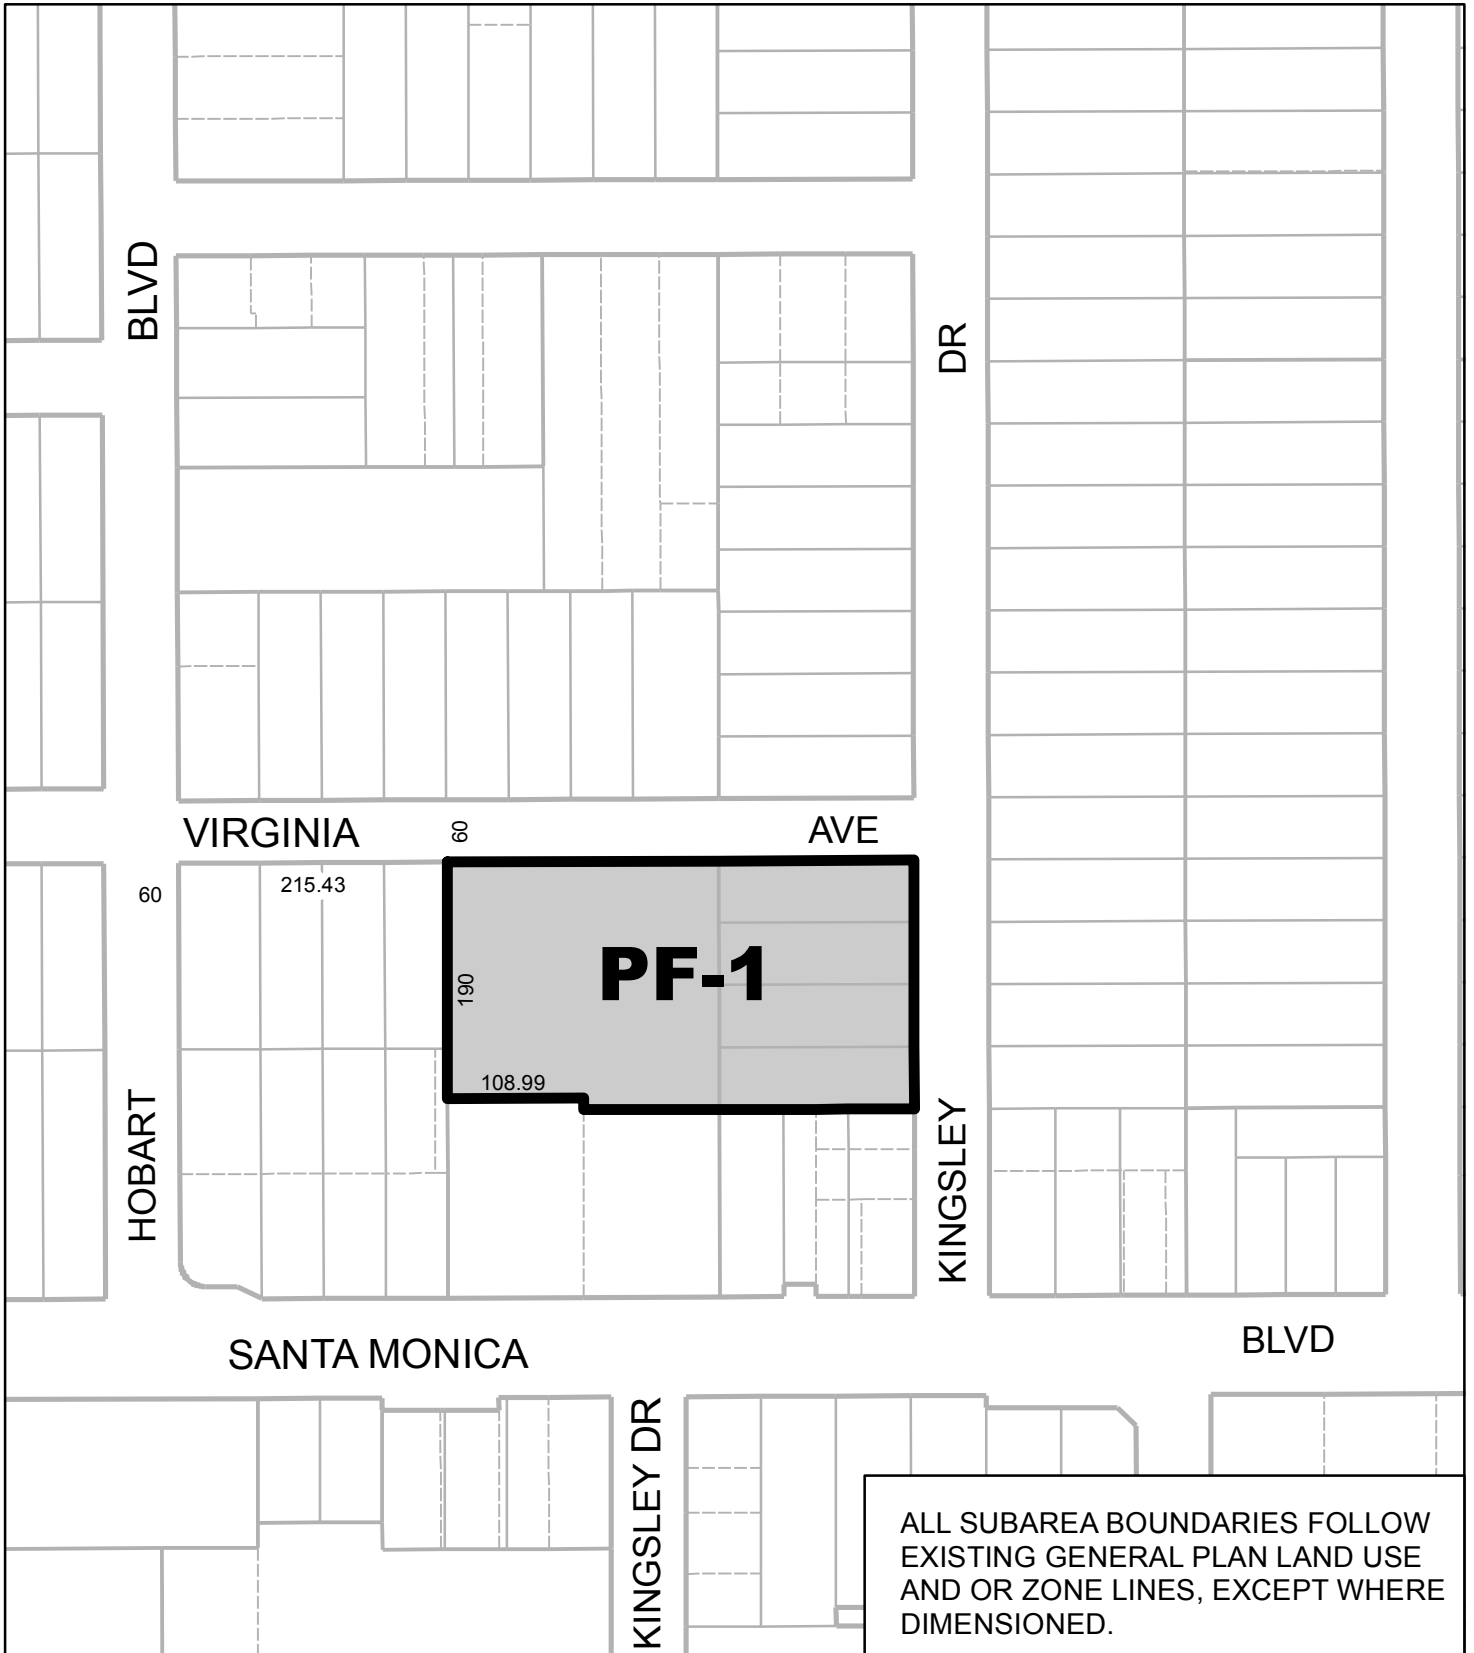 BLVD
DR
VIRGINIA
60
AVE
60
215.43
PF-1
190
108.99
HOBART
KINGSLEY
SANTA MONICA
BLVD
KINGSLEY DR
ALL SUBAREA BOUNDARIES FOLLOW
EXISTING GENERAL PLAN LAND USE
AND OR ZONE LINES, EXCEPT WHERE
DIMENSIONED.